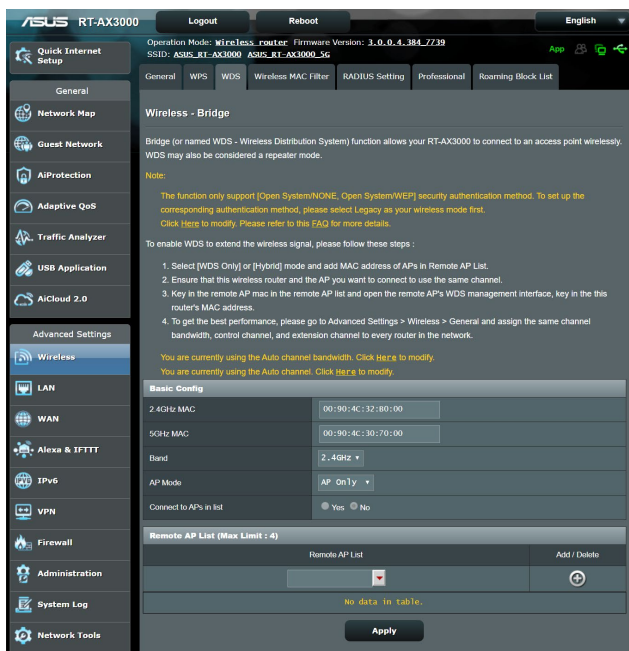 ASUS RT-AX3000 Logout Reboot English
Operation Mode: Wireless router Firmware Version: 3.0.0.4.384_7739
SSID: ASUS_RT-AX3000 ASUS_RT-AX3000_5G
App
Quick Internet
Setup
General
Network Map
Guest Network
AiProtection
Adaptive QoS
Traffic Analyzer
USB Application
AiCloud 2.0
Advanced Settings
Wireless
LAN
WAN
Alexa & IFTTT
IPv6
VPN
Firewall
Administration
System Log
Network Tools
General WPS WDS Wireless MAC Filter RADIUS Setting Professional Roaming Block List
Wireless - Bridge
Bridge (or named WDS - Wireless Distribution System) function allows your RT-AX3000 to connect to an access point wirelessly.
WDS may also be considered a repeater mode.
Note:
The function only support [Open System/NONE, Open System/WEP] security authentication method. To set up the
corresponding authentication method, please select Legacy as your wireless mode first.
Click Here to modify. Please refer to this FAQ for more details.
To enable WDS to extend the wireless signal, please follow these steps :
1. Select [WDS Only] or [Hybrid] mode and add MAC address of APs in Remote AP List.
2. Ensure that this wireless router and the AP you want to connect to use the same channel.
3. Key in the remote AP mac in the remote AP list and open the remote AP's WDS management interface, key in the this
router's MAC address.
4. To get the best performance, please go to Advanced Settings > Wireless > General and assign the same channel
bandwidth, control channel, and extension channel to every router in the network.
You are currently using the Auto channel bandwidth. Click Here to modify.
You are currently using the Auto channel. Click Here to modify.
Basic Config
2.4GHz MAC 00:90:4C:32:80:00
5GHz MAC 00:90:4C:30:70:00
Band 2.4GHz
AP Mode AP Only
Connect to APs in list Yes No
Remote AP List (Max Limit : 4)
Remote AP List Add / Delete
No data in table.
Apply